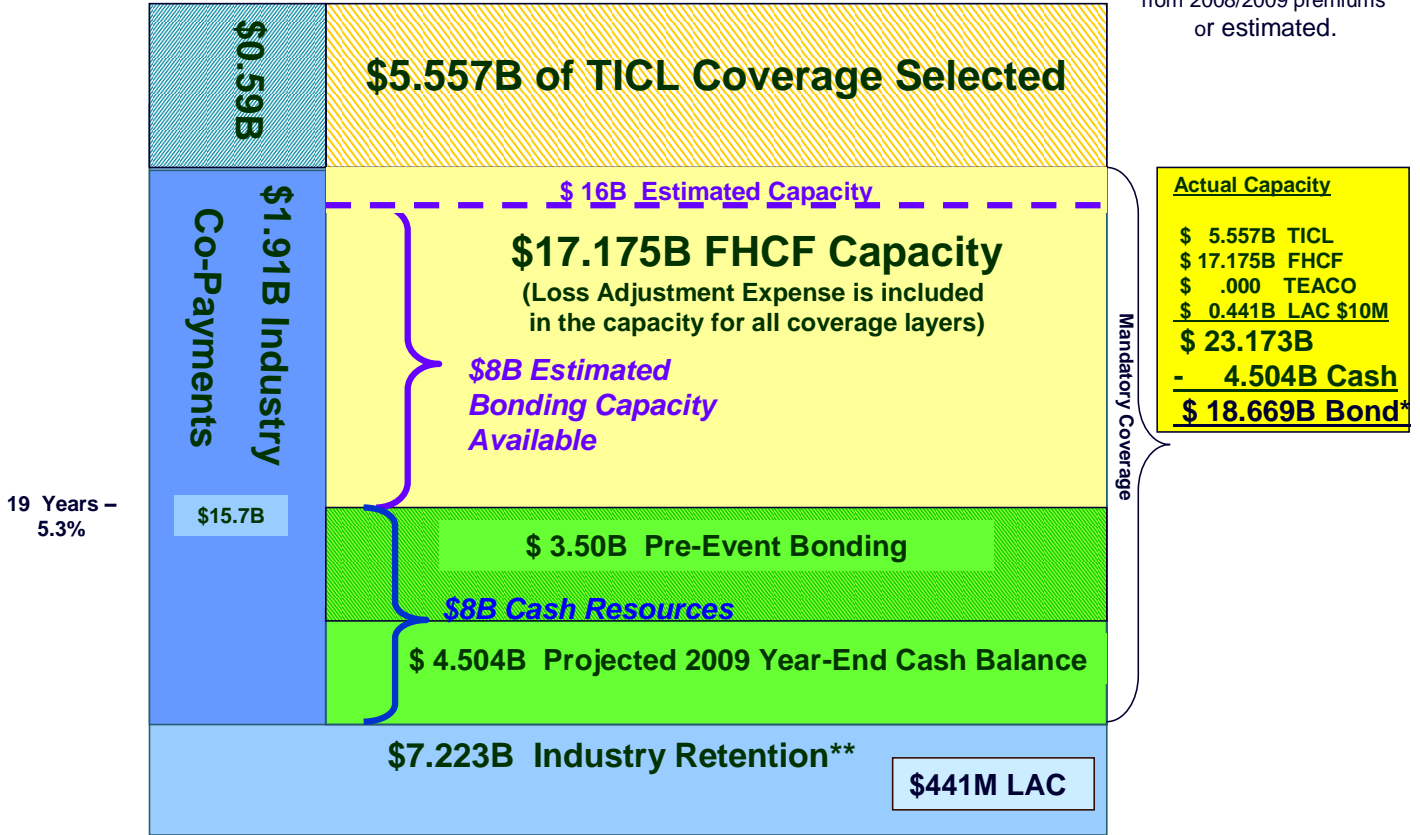 from 2008/2009 premiums
or estimated.
$0.59B
$5.557B of TICL Coverage Selected
$1.91B Industry
Co-Payments
$ 16B Estimated Capacity
$17.175B FHCF Capacity
(Loss Adjustment Expense is included
in the capacity for all coverage layers)
$8B Estimated
Bonding Capacity
Available
Mandatory Coverage
Actual Capacity
$ 5.557B TICL
$ 17.175B FHCF
$ .000 TEACO
$ 0.441B LAC $10M
$ 23.173B
- 4.504B Cash
$ 18.669B Bond*
19 Years –
5.3%
$15.7B
$ 3.50B Pre-Event Bonding
$8B Cash Resources
$ 4.504B Projected 2009 Year-End Cash Balance
$7.223B Industry Retention**
$441M LAC